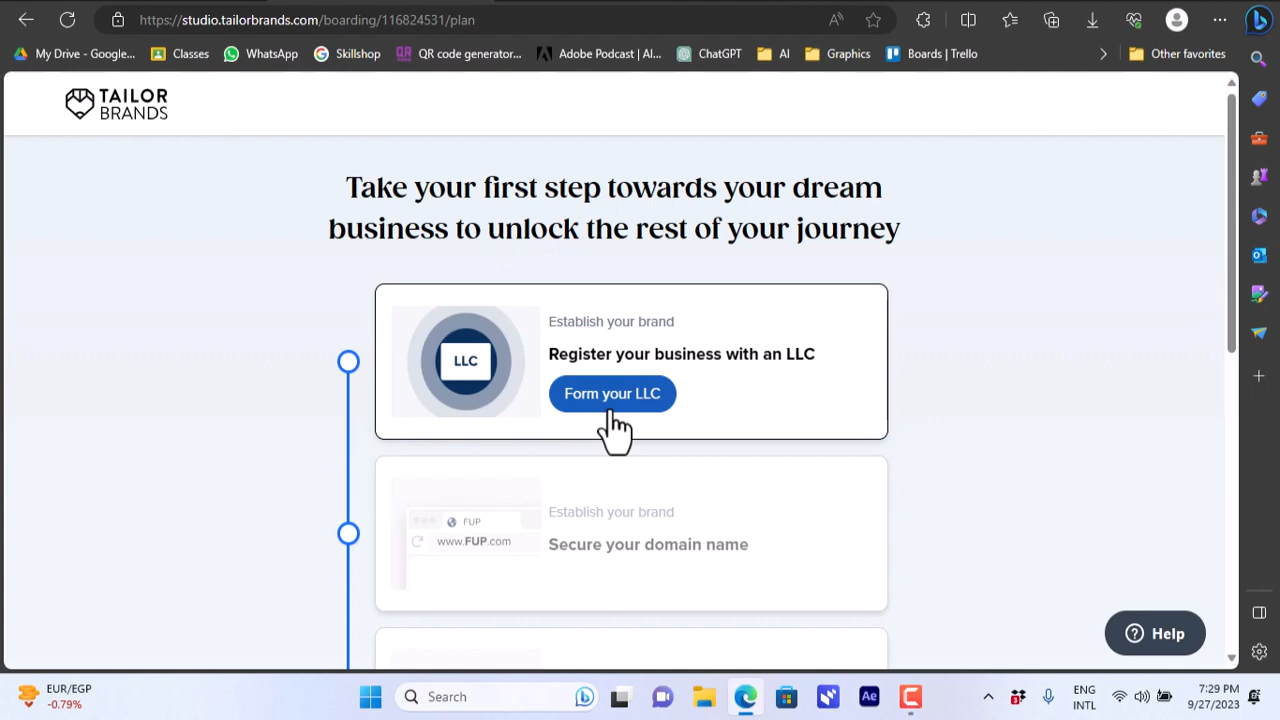 https://studio.tailorbrands.com/boarding/116824531/plan
My Drive - Google...
Classes
WhatsApp
Skillshop
QR code generator...
Adobe Podcast | Al...
ChatGPT
AI
Graphics
Boards | Trello
Other favorites
TAILOR
BRANDS
Take your first step towards your dream
business to unlock the rest of your journey
LLC
Establish your brand
Register your business with an LLC
Form your LLC
FUP
www.FUP.com
Establish your brand
Secure your domain name
Help
EUR/EGP
-0.79%
Search
Ae
ENG
INTL
7:29 PM
9/27/2023